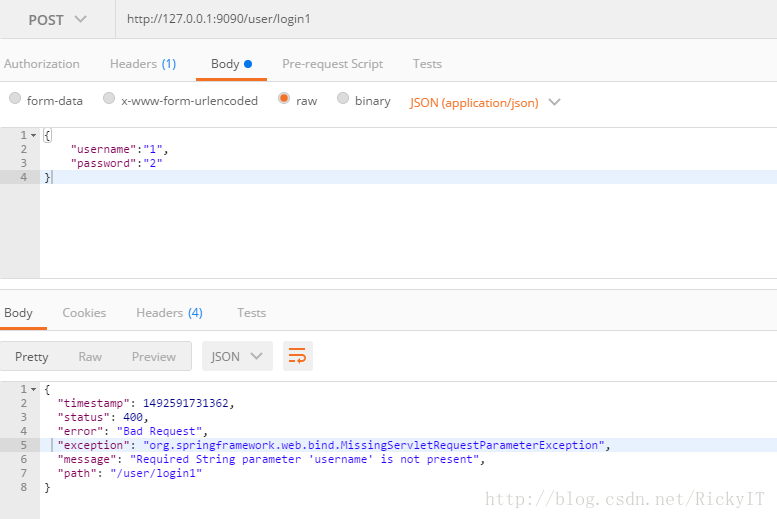 POST http://127.0.0.1:9090/user/login1
Authorization Headers (1) Body Pre-request Script Tests
form-data x-www-form-urlencoded raw binary JSON (application/json)
1 {
2 "username":"1",
3 "password":"2"
4 }
Body Cookies Headers (4) Tests
Pretty Raw Preview JSON
1 {
2 "timestamp": 1492591731362,
3 "status": 400,
4 "error": "Bad Request",
5 "exception": "org.springframework.web.bind.MissingServletRequestParameterException",
6 "message": "Required String parameter 'username' is not present",
7 "path": "/user/login1"
8 }
http://blog.csdn.net/RickyIT